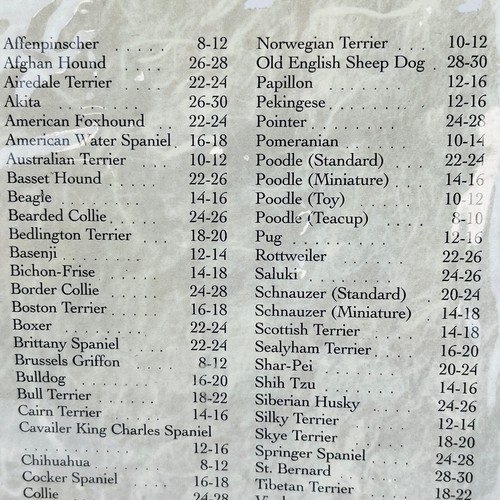 Affenpinscher . . . . . . 8-12
Afghan Hound . . . . . 26-28
Airedale Terrier . . . . . 22-24
Akita . . . . . . . . . 26-30
American Foxhound . . . . 22-24
American Water Spaniel . 16-18
Australian Terrier . . . . 10-12
Basset Hound . . . . . 22-26
Beagle . . . . . . . . 14-16
Bearded Collie . . . . . 24-26
Bedlington Terrier . . . 18-20
Basenji . . . . . . . . 12-14
Bichon-Frise . . . . . . 14-18
Border Collie . . . . . 24-28
Boston Terrier . . . . . 16-18
Boxer . . . . . . . . 22-24
Brittany Spaniel . . . . 22-24
Brussels Griffon . . . . 8-12
Bulldog . . . . . . . 16-20
Bull Terrier . . . . . 18-22
Cairn Terrier . . . . . 14-16
Cavailer King Charles Spaniel
. . . . . . . . . . 12-16
Chihuahua . . . . . . 8-12
Cocker Spaniel . . . . 16-18
Collie . . . . . . . 24-28
Norwegian Terrier . . . 10-12
Old English Sheep Dog . 28-30
Papillon . . . . . . . 12-16
Pekingese . . . . . . 12-16
Pointer . . . . . . . 24-28
Pomeranian . . . . . . 10-14
Poodle (Standard) . . . . 22-24
Poodle (Miniature) . . . 14-16
Poodle (Toy) . . . . . 10-12
Poodle (Teacup) . . . . 8-10
Pug . . . . . . . . . 12-16
Rottweiler . . . . . . 22-26
Saluki . . . . . . . . 24-26
Schnauzer (Standard) . 20-24
Schnauzer (Miniature) . 14-18
Scottish Terrier . . . . 14-18
Sealyham Terrier . . . . 16-20
Shar-Pei . . . . . . . 20-24
Shih Tzu . . . . . . . 14-16
Siberian Husky . . . . 24-26
Silky Terrier . . . . . 12-14
Skye Terrier . . . . . 18-20
Springer Spaniel . . . . 24-28
St. Bernard . . . . . . 28-30
Tibetan Terrier . . . . 18-22